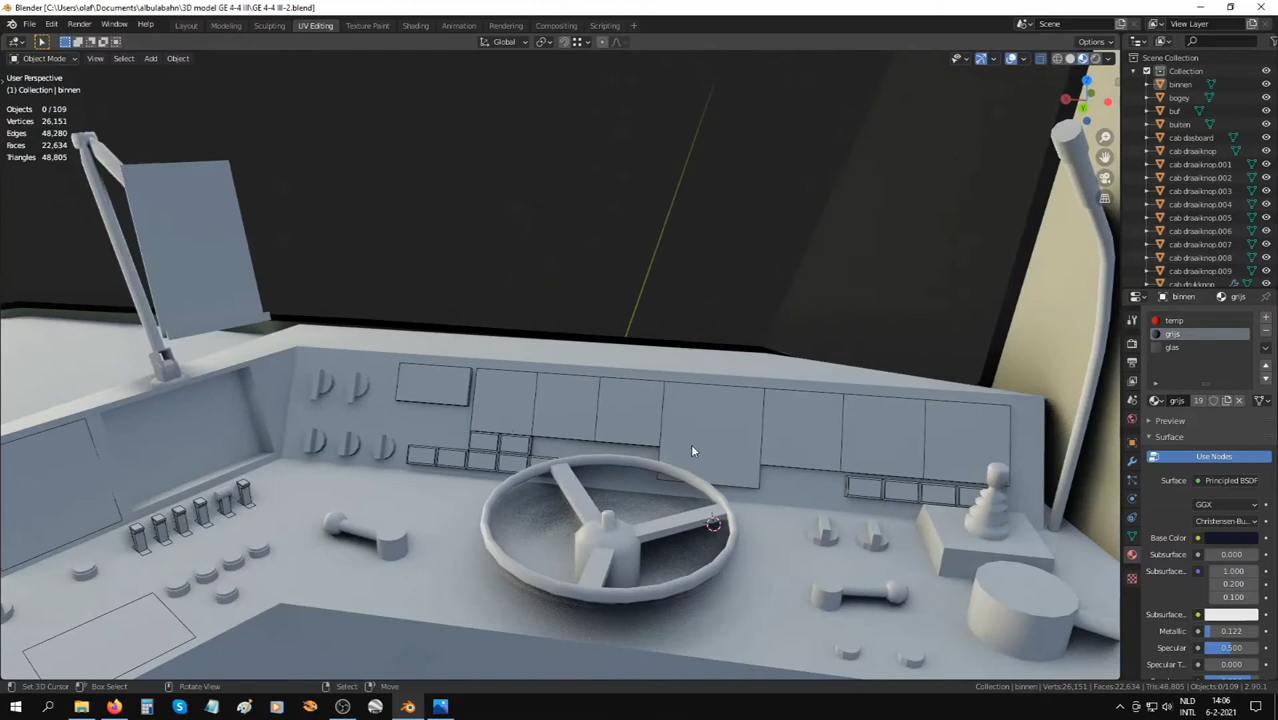 Blender [C:\Users\olaf\Documents\albulabahn\3D model GE 4-4 III\GE 4-4 III-2.blend]
File Edit Render Window Help Layout Modeling Sculpting UV Editing Texture Paint Shading Animation Rendering Compositing Scripting + Scene View Layer
Global Options
Object Mode View Select Add Object
User Perspective
(1) Collection | binnen
Objects 0 / 109
Vertices 26,151
Edges 48,280
Faces 22,634
Triangles 48,805
Scene Collection
Collection
binnen
bogey
buf
buiten
cab dasboard
cab draaiknop
cab draaiknop.001
cab draaiknop.002
cab draaiknop.003
cab draaiknop.004
cab draaiknop.005
cab draaiknop.006
cab draaiknop.007
cab draaiknop.008
cab draaiknop.009
cab drukknop
binnen grijs
temp
grijs
glas
grijs 19
Preview
Surface
Use Nodes
Surface Principled BSDF
GGX
Christensen-Bu...
Base Color
Subsurface 0.000
Subsurface... 1.000
0.200
0.100
Subsurface...
Metallic 0.122
Specular 0.500
Specular T... 0.000
Set 3D Cursor Box Select Rotate View Select Move Collection | binnen | Verts:26,151 | Faces:22,634 | Tris:48,805 | Objects:0/109 | 2.90.1
NLD 14:06
INTL 6-2-2021